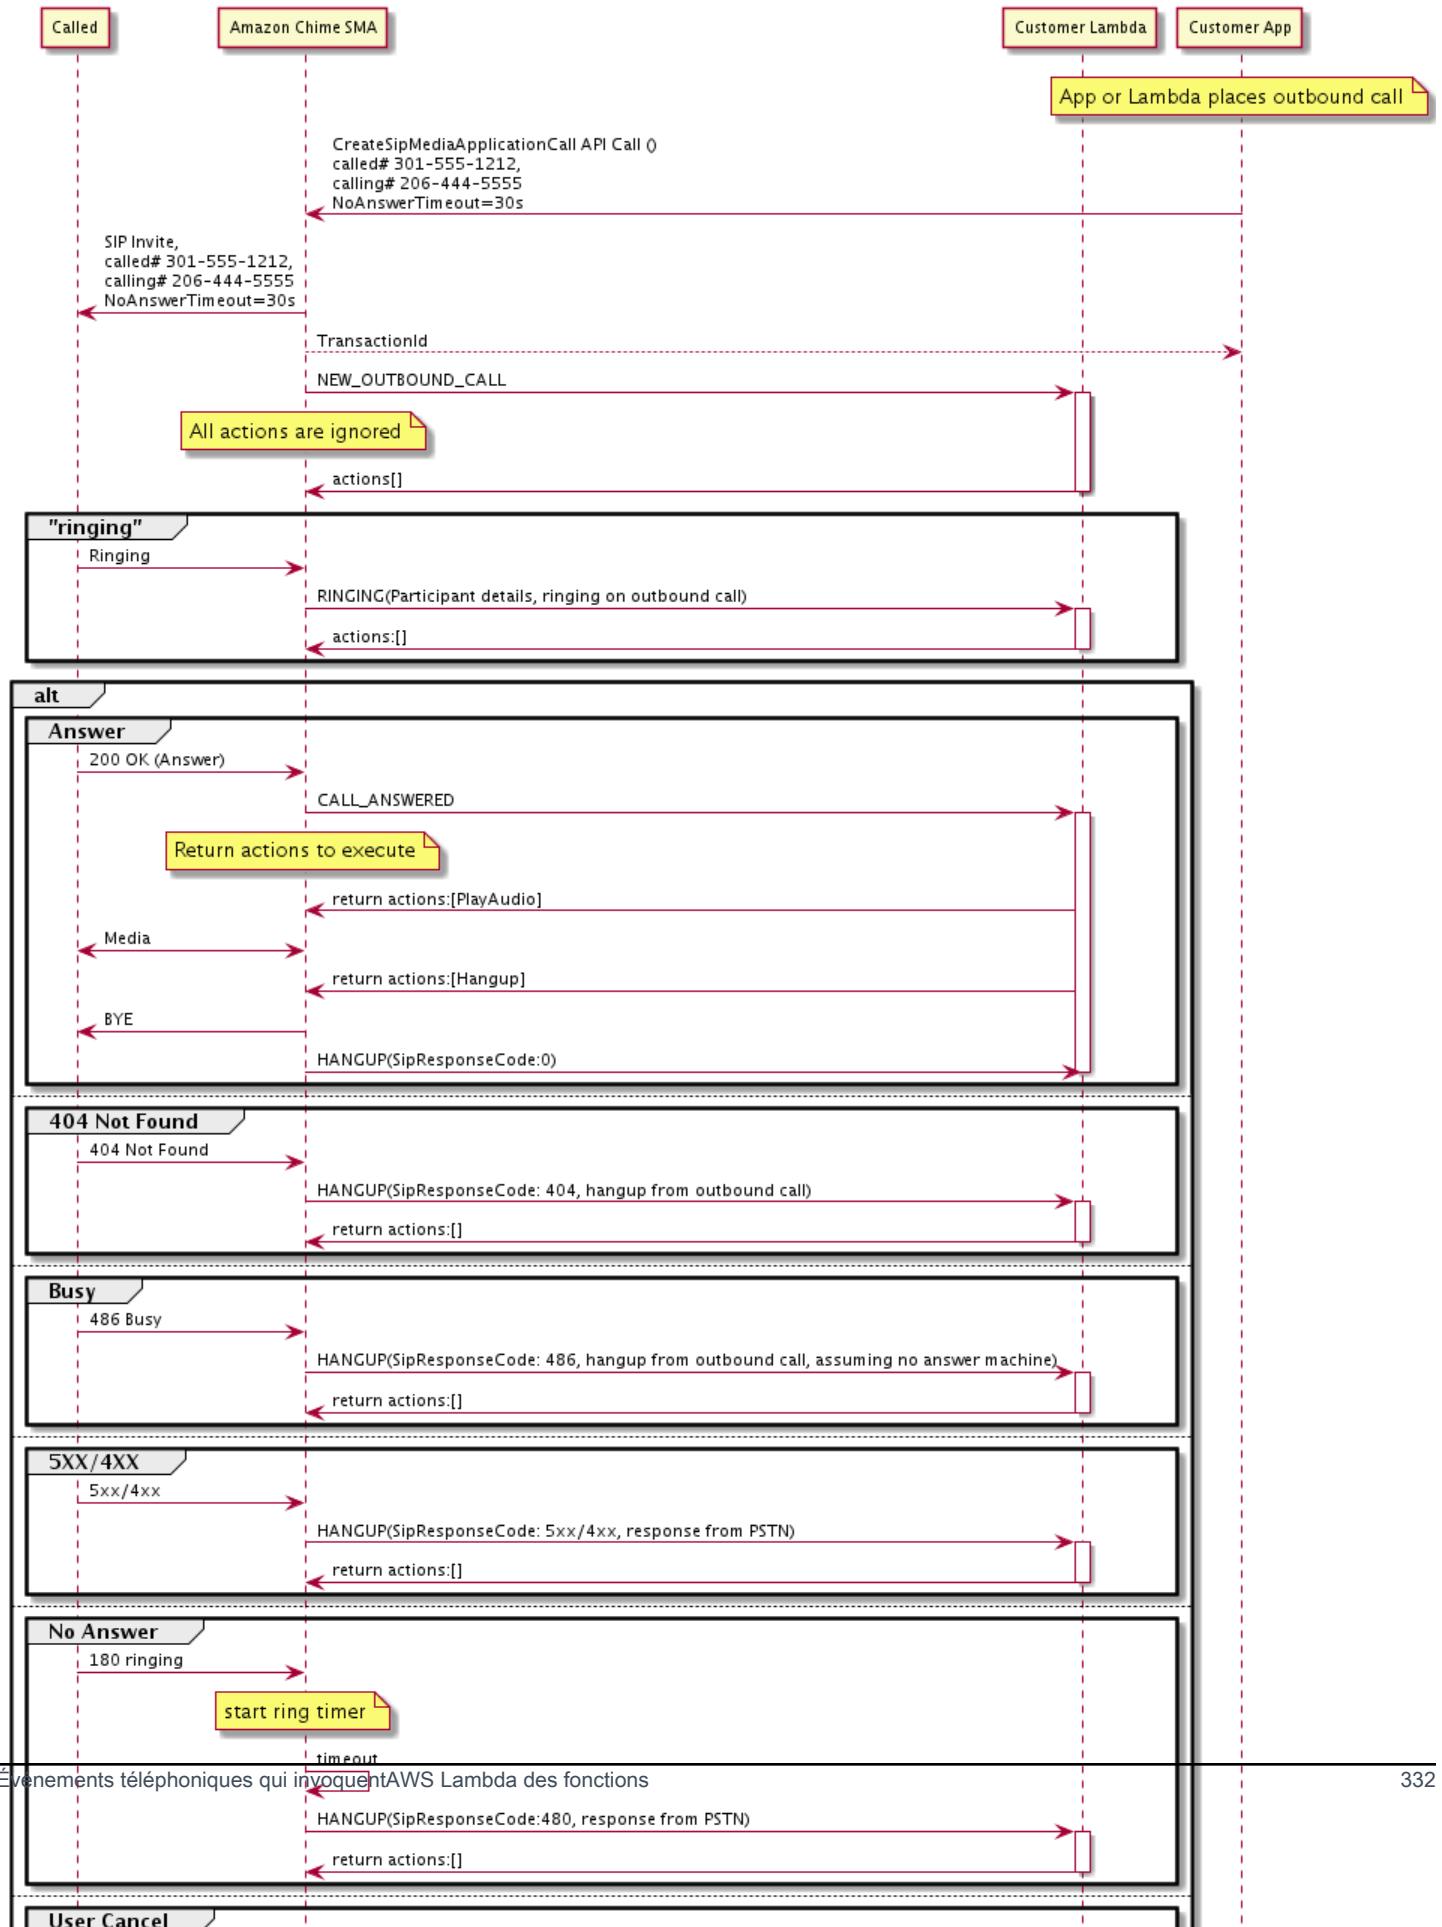 Called
Amazon Chime SMA
Customer Lambda
Customer App
App or Lambda places outbound call
CreateSipMediaApplicationCall API Call ()
called# 301-555-1212,
calling# 206-444-5555
NoAnswerTimeout=30s
SIP Invite,
called# 301-555-1212,
calling# 206-444-5555
NoAnswerTimeout=30s
TransactionId
NEW_OUTBOUND_CALL
All actions are ignored
actions[]
"ringing"
Ringing
RINGING(Participant details, ringing on outbound call)
actions:[]
alt
Answer
200 OK (Answer)
CALL_ANSWERED
Return actions to execute
return actions:[PlayAudio]
Media
return actions:[Hangup]
BYE
HANGUP(SipResponseCode:0)
404 Not Found
404 Not Found
HANGUP(SipResponseCode: 404, hangup from outbound call)
return actions:[]
Busy
486 Busy
HANGUP(SipResponseCode: 486, hangup from outbound call, assuming no answer machine)
return actions:[]
5XX/4XX
5xx/4xx
HANGUP(SipResponseCode: 5xx/4xx, response from PSTN)
return actions:[]
No Answer
180 ringing
start ring timer
timeout
Événements téléphoniques qui invoquentAWS Lambda des fonctions
332
HANGUP(SipResponseCode:480, response from PSTN)
return actions:[]
User Cancel